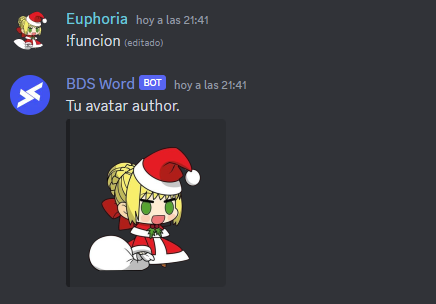 Euphoria hoy a las 21:41
!funcion (editado)
BDS Word BOT hoy a las 21:41
Tu avatar author.